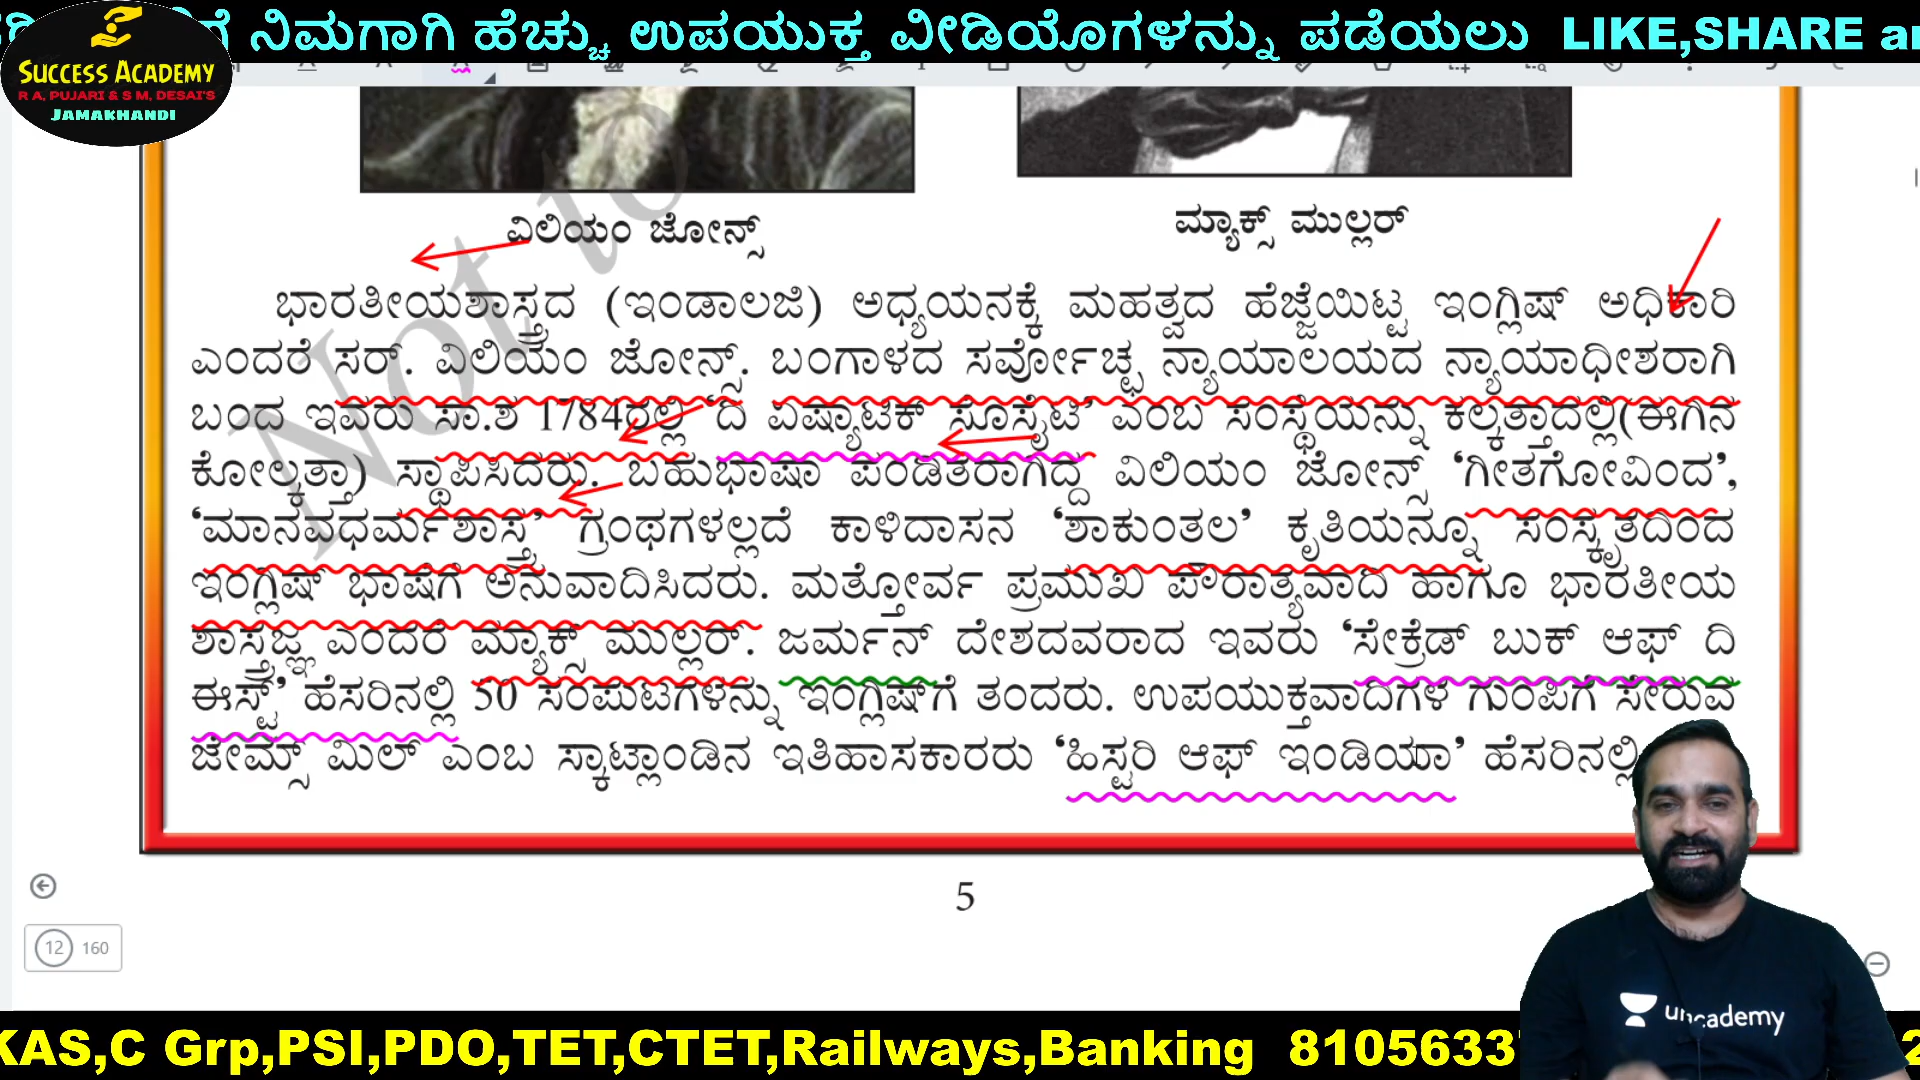 ನಿಮಗಾಗಿ ಹೆಚ್ಚು ಉಪಯುಕ್ತ ವೀಡಿಯೊಗಳನ್ನು ಪಡೆಯಲು LIKE,SHARE
SUCCESS ACADEMY
R A, PUJARI & S M, DESAI'S
JAMAKHANDI
Not to
ವಿಲಿಯಂ ಜೋನ್ಸ್
ಮ್ಯಾಕ್ಸ್ ಮುಲ್ಲರ್
ಭಾರತೀಯಶಾಸ್ತ್ರದ (ಇಂಡಾಲಜಿ) ಅಧ್ಯಯನಕ್ಕೆ ಮಹತ್ವದ ಹೆಜ್ಜೆಯಿಟ್ಟ ಇಂಗ್ಲಿಷ್ ಅಧಿಕಾರಿ
ಎಂದರೆ ಸರ್. ವಿಲಿಯಂ ಜೋನ್ಸ್. ಬಂಗಾಳದ ಸರ್ವೋಚ್ಛ ನ್ಯಾಯಾಲಯದ ನ್ಯಾಯಾಧೀಶರಾಗಿ
ಬಂದ ಇವರು ಸಾ.ಶ 1784ರಲ್ಲಿ ‘ದಿ ಏಷ್ಯಾಟಿಕ್ ಸೊಸೈಟಿ’ ಎಂಬ ಸಂಸ್ಥೆಯನ್ನು ಕಲ್ಕತ್ತಾದಲ್ಲಿ(ಈಗಿನ
ಕೋಲ್ಕತ್ತಾ) ಸ್ಥಾಪಿಸಿದರು. ಬಹುಭಾಷಾ ಪಂಡಿತರಾಗಿದ್ದ ವಿಲಿಯಂ ಜೋನ್ಸ್ ‘ಗೀತಗೋವಿಂದ’,
‘ಮಾನವಧರ್ಮಶಾಸ್ತ್ರ’ ಗ್ರಂಥಗಳಲ್ಲದೆ ಕಾಳಿದಾಸನ ‘ಶಾಕುಂತಲ’ ಕೃತಿಯನ್ನೂ ಸಂಸ್ಕೃತದಿಂದ
ಇಂಗ್ಲಿಷ್ ಭಾಷೆಗೆ ಅನುವಾದಿಸಿದರು. ಮತ್ತೋರ್ವ ಪ್ರಮುಖ ಪೌರಾತ್ಯವಾದಿ ಹಾಗೂ ಭಾರತೀಯ
ಶಾಸ್ತ್ರಜ್ಞ ಎಂದರೆ ಮ್ಯಾಕ್ಸ್ ಮುಲ್ಲರ್. ಜರ್ಮನ್ ದೇಶದವರಾದ ಇವರು ‘ಸೇಕ್ರೆಡ್ ಬುಕ್ ಆಫ್ ದಿ
ಈಸ್ಟ್’ ಹೆಸರಿನಲ್ಲಿ 50 ಸಂಪುಟಗಳನ್ನು ಇಂಗ್ಲಿಷ್‌ಗೆ ತಂದರು. ಉಪಯುಕ್ತವಾದಿಗಳ ಗುಂಪಿಗೆ ಸೇರುವ
ಜೇಮ್ಸ್ ಮಿಲ್ ಎಂಬ ಸ್ಕಾಟ್ಲಾಂಡಿನ ಇತಿಹಾಸಕಾರರು ‘ಹಿಸ್ಟರಿ ಆಫ್ ಇಂಡಿಯಾ’ ಹೆಸರಿನಲ್ಲಿ
5
12 160
unacademy
KAS,C Grp,PSI,PDO,TET,CTET,Railways,Banking 8105633